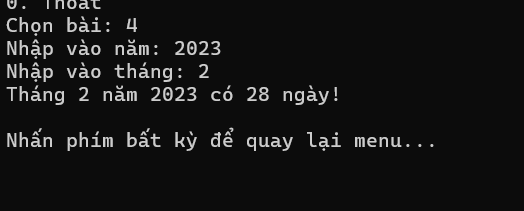 0. Thoát
Chọn bài: 4
Nhập vào năm: 2023
Nhập vào tháng: 2
Tháng 2 năm 2023 có 28 ngày!
Nhấn phím bất kỳ để quay lại menu...